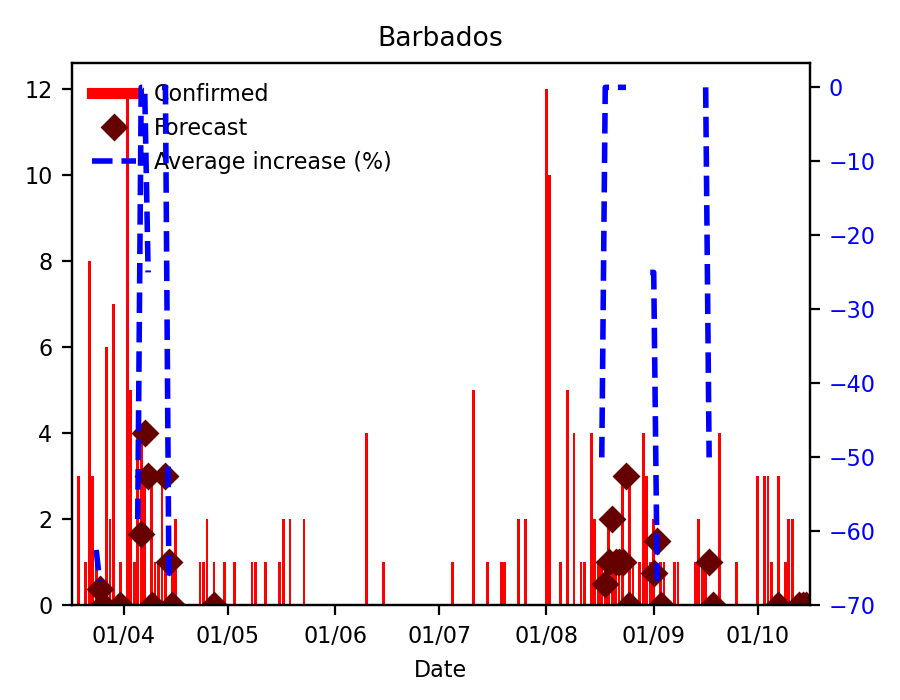 Barbados
Confirmed
Forecast
Average increase (%)
12
10
8
6
4
2
0
0
−10
−20
−30
−40
−50
−60
−70
01/04 01/05 01/06 01/07 01/08 01/09 01/10
Date